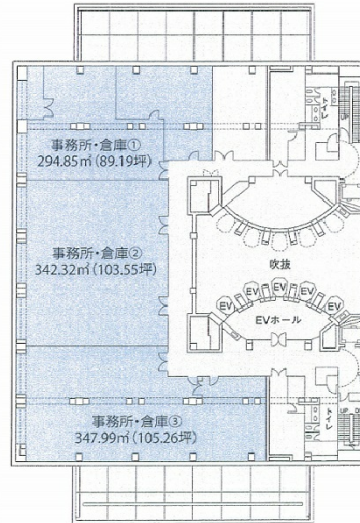 トイレ
事務所・倉庫①
294.85㎡(89.19坪)
事務所・倉庫②
342.32㎡(103.55坪)
吹抜
EV
EV
EV
EV
EV
EVホール
事務所・倉庫③
347.99㎡(105.26坪)
トイレ
UP